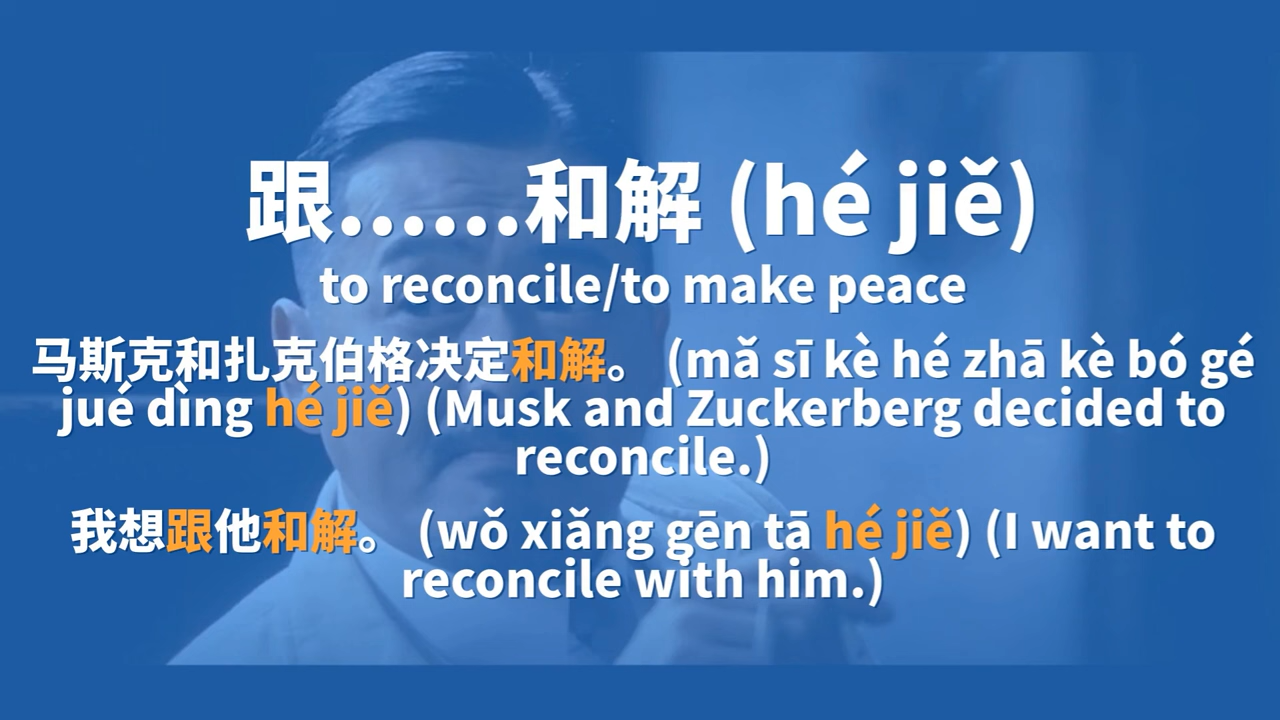 跟......和解 (hé jiě)
to reconcile/to make peace
马斯克和扎克伯格决定和解。 (mǎ sī kè hé zhā kè bó gé
jué dìng hé jiě) (Musk and Zuckerberg decided to
reconcile.)
我想跟他和解。 (wǒ xiǎng gēn tā hé jiě) (I want to
reconcile with him.)